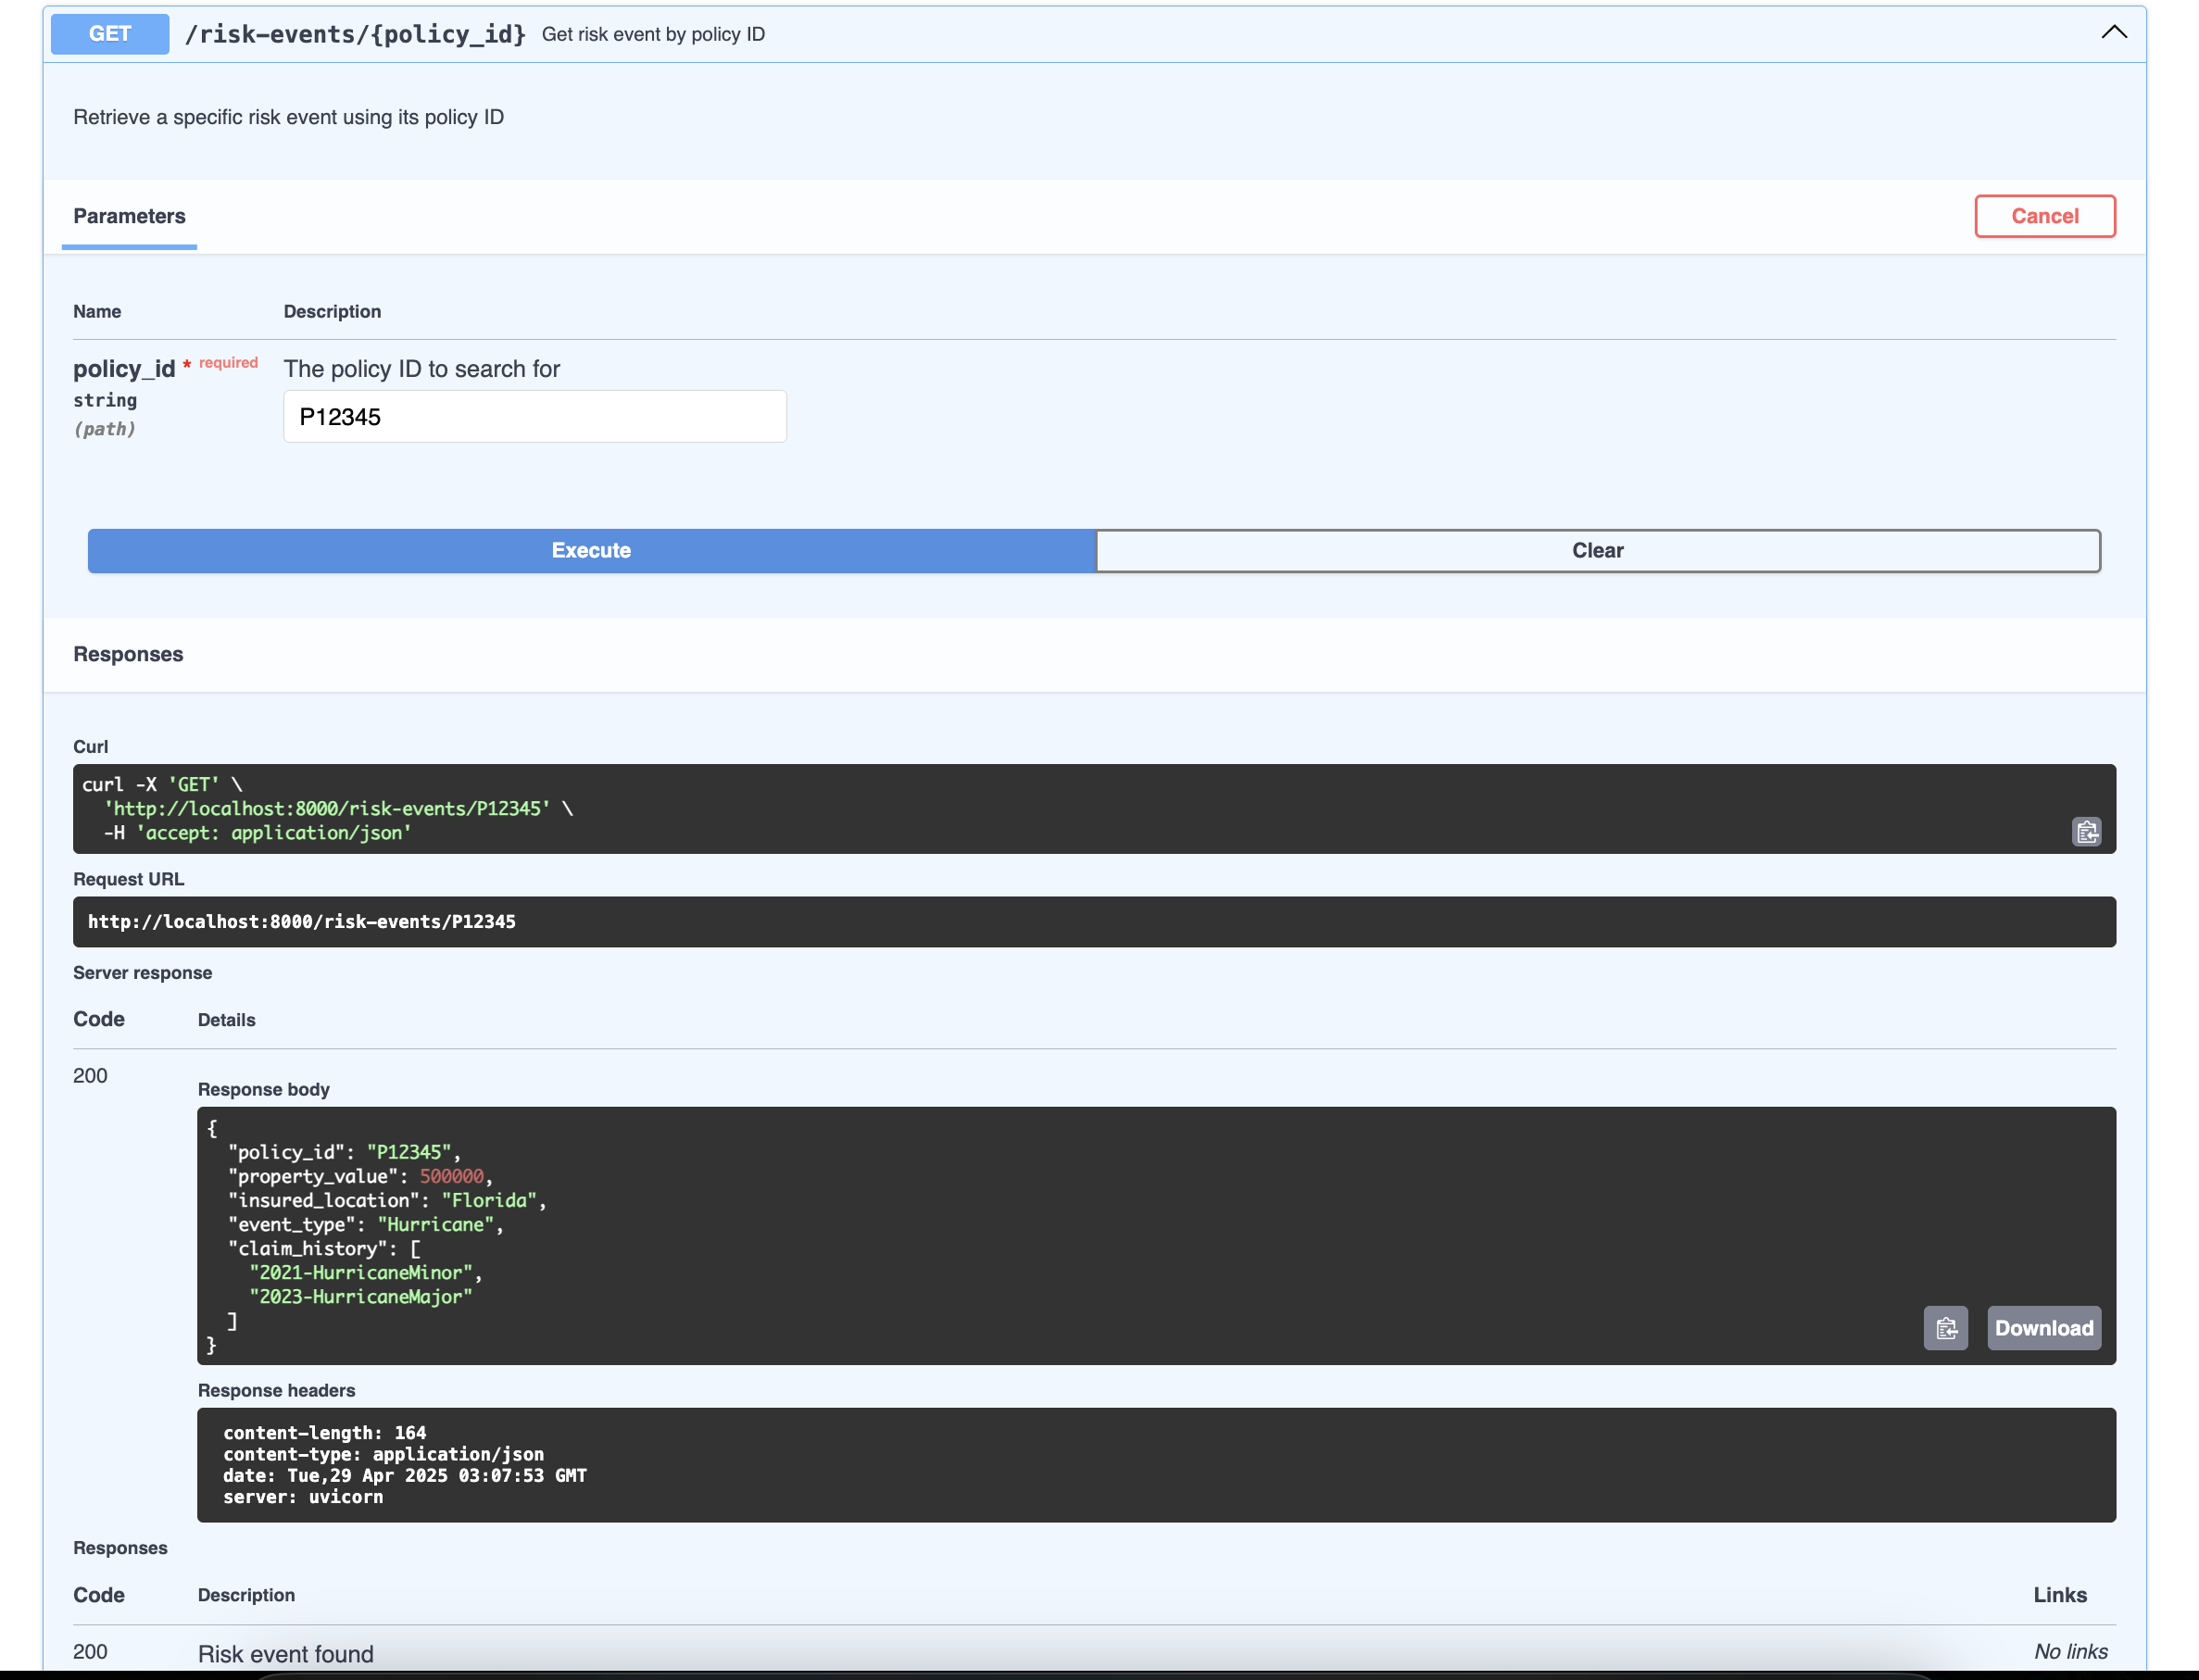 GET /risk-events/{policy_id} Get risk event by policy ID
Retrieve a specific risk event using its policy ID
Parameters
Cancel
Name Description
policy_id * required
string
(path)
The policy ID to search for
P12345
Execute Clear
Responses
Curl
curl -X 'GET' \
  'http://localhost:8000/risk-events/P12345' \
  -H 'accept: application/json'
Request URL
http://localhost:8000/risk-events/P12345
Server response
Code Details
200
Response body
{
  "policy_id": "P12345",
  "property_value": 500000,
  "insured_location": "Florida",
  "event_type": "Hurricane",
  "claim_history": [
    "2021-HurricaneMinor",
    "2023-HurricaneMajor"
  ]
}
Download
Response headers
content-length: 164
content-type: application/json
date: Tue,29 Apr 2025 03:07:53 GMT
server: uvicorn
Responses
Code Description Links
200 Risk event found No links